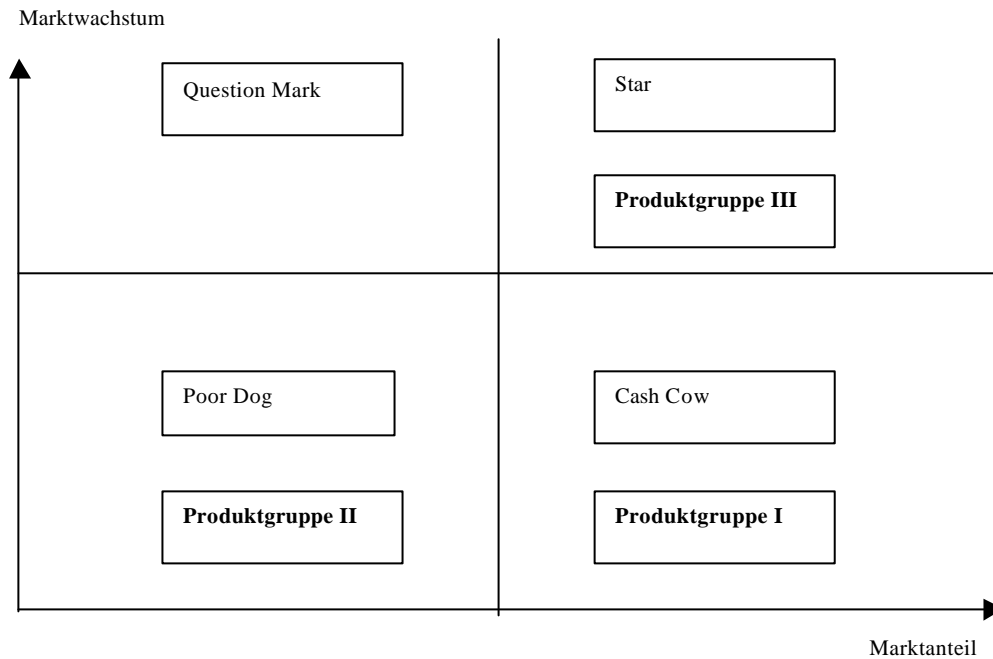 Marktwachstum
Question Mark
Star
Produktgruppe III
Poor Dog
Cash Cow
Produktgruppe II
Produktgruppe I
Marktanteil